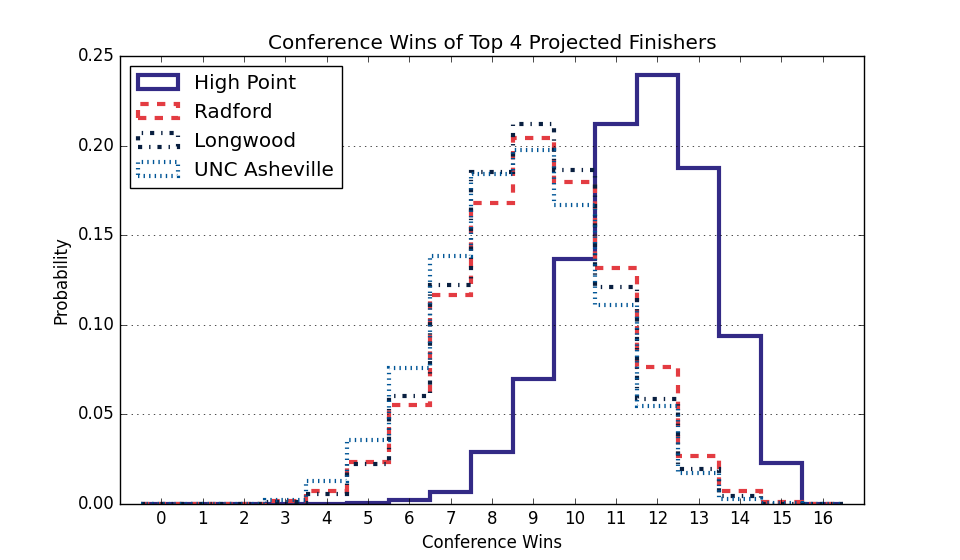 Conference Wins of Top 4 Projected Finishers
High Point
Radford
Longwood
UNC Asheville
0.25
0.20
0.15
0.10
0.05
0.00
Probability
0 1 2 3 4 5 6 7 8 9 10 11 12 13 14 15 16
Conference Wins